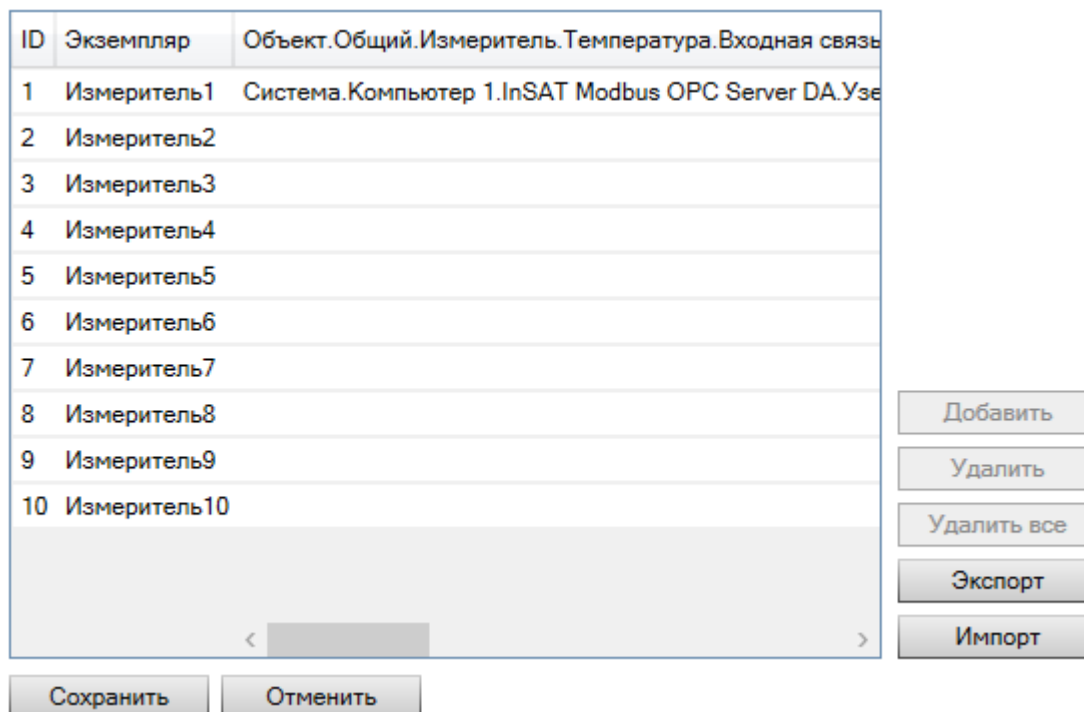 ID Экземпляр Объект.Общий.Измеритель.Температура.Входная связь
1 Измеритель1 Система.Компьютер 1.InSAT Modbus OPC Server DA.Узе
2 Измеритель2
3 Измеритель3
4 Измеритель4
5 Измеритель5
6 Измеритель6
7 Измеритель7
8 Измеритель8
9 Измеритель9
10 Измеритель10
Добавить
Удалить
Удалить все
Экспорт
Импорт
Сохранить Отменить